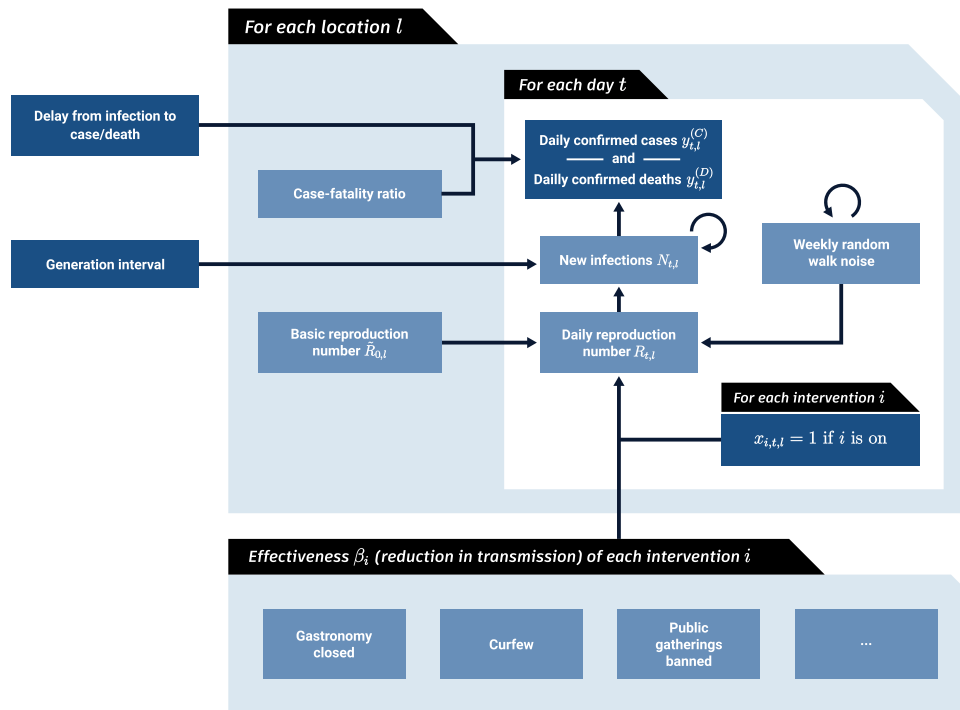 For each location l
For each day t
Delay from infection to
case/death
Daily confirmed cases y_{t,l}^{(C)}
and
Dailly confirmed deaths y_{t,l}^{(D)}
Case-fatality ratio
Weekly random
walk noise
Generation interval
New infections N_{t,l}
Basic reproduction
number R̃_{0,l}
Daily reproduction
number R_{t,l}
For each intervention i
x_{i,t,l} = 1 if i is on
Effectiveness β_i (reduction in transmission) of each intervention i
Gastronomy
closed
Curfew
Public
gatherings
banned
...